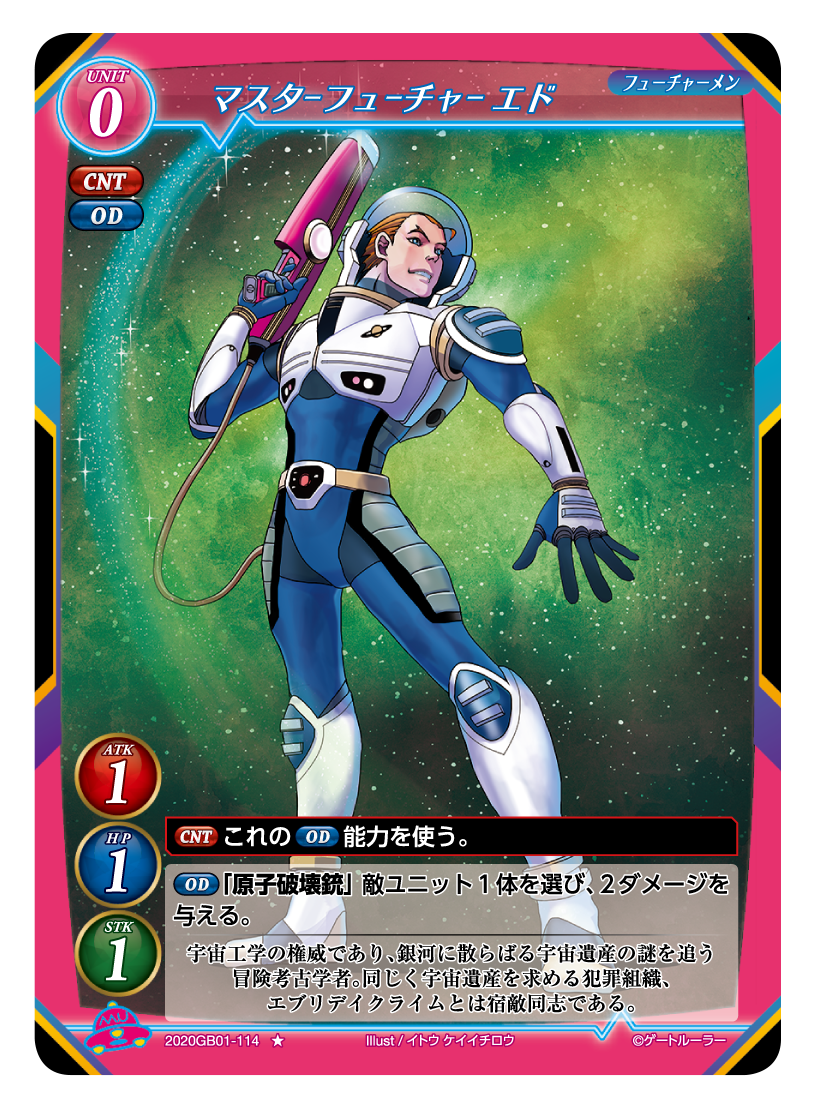 UNIT
0
マスターフューチャー エド
フューチャーメン
CNT
OD
ATK
1
HP
1
STK
1
CNT これの OD 能力を使う。
OD 「原子破壊銃」 敵ユニット1体を選び、2ダメージを
与える。
宇宙工学の権威であり、銀河に散らばる宇宙遺産の謎を追う
冒険考古学者。同じく宇宙遺産を求める犯罪組織、
エブリデイクライムとは宿敵同志である。
MU
2020GB01-114 ★
Illust / イトウ ケイイチロウ
©ゲートルーラー